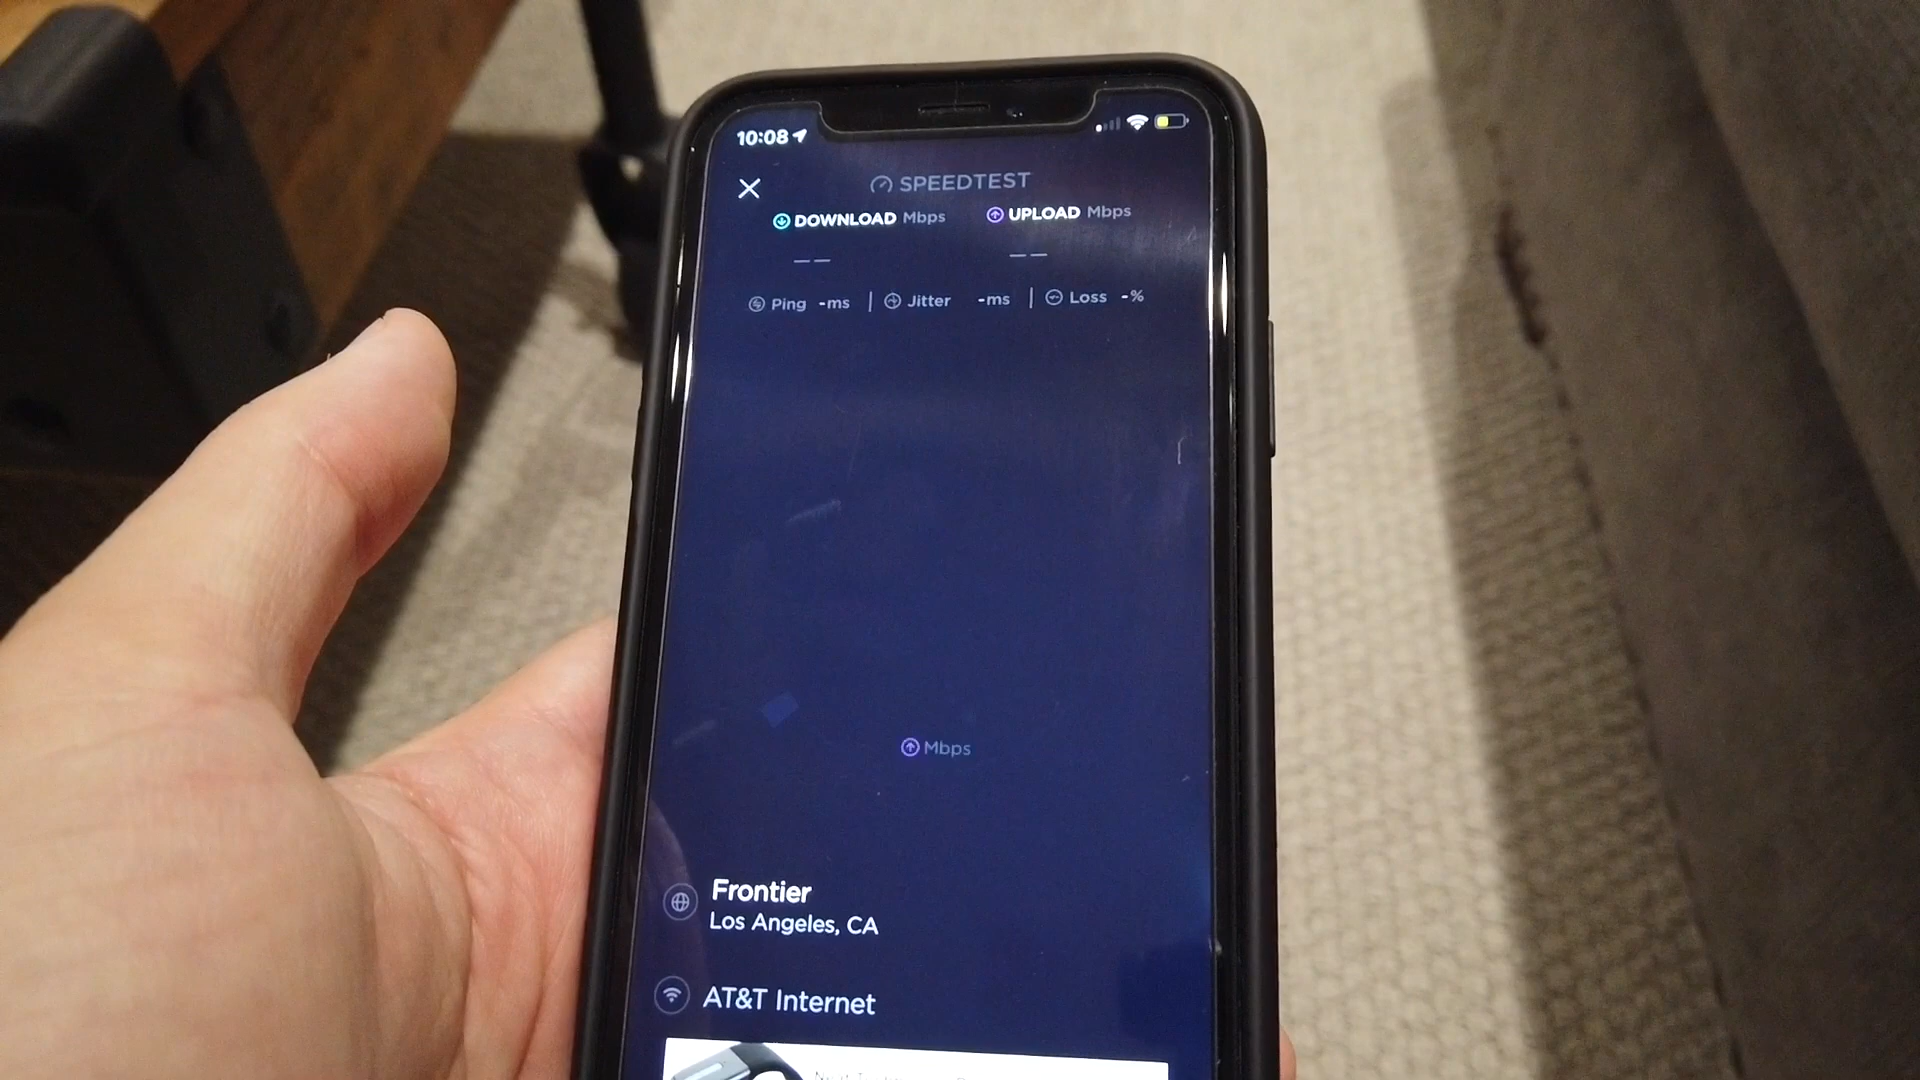 10:08
SPEEDTEST
DOWNLOAD Mbps UPLOAD Mbps
— — — —
Ping -ms | Jitter -ms | Loss -%
Mbps
Frontier
Los Angeles, CA
AT&T Internet